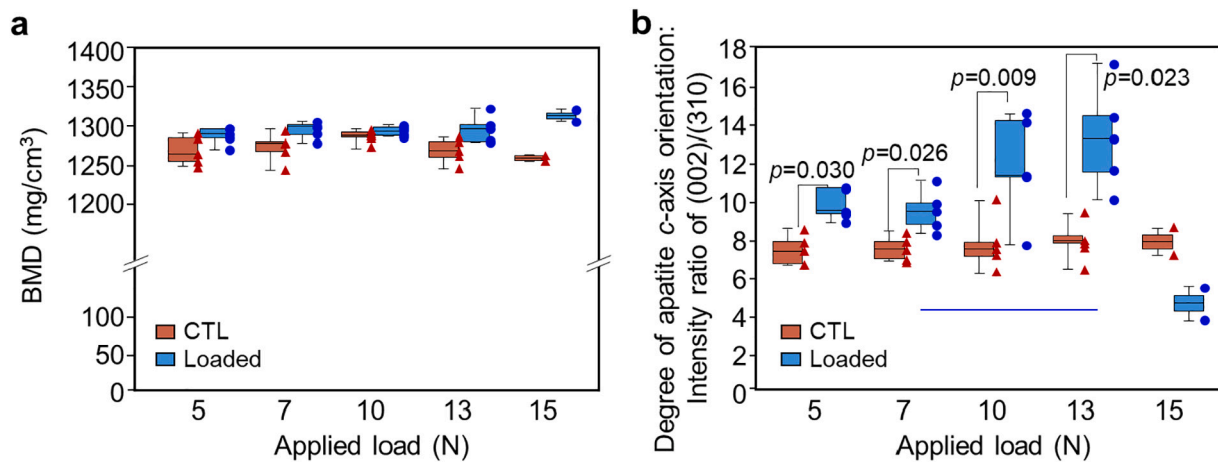 a
BMD (mg/cm³)
1400
1350
1300
1250
1200
100
50
0
CTL
Loaded
5 7 10 13 15
Applied load (N)
b
Degree of apatite c-axis orientation:
Intensity ratio of (002)/(310)
18
16
14
12
10
8
6
4
2
0
p=0.030
p=0.026
p=0.009
p=0.023
CTL
Loaded
5 7 10 13 15
Applied load (N)